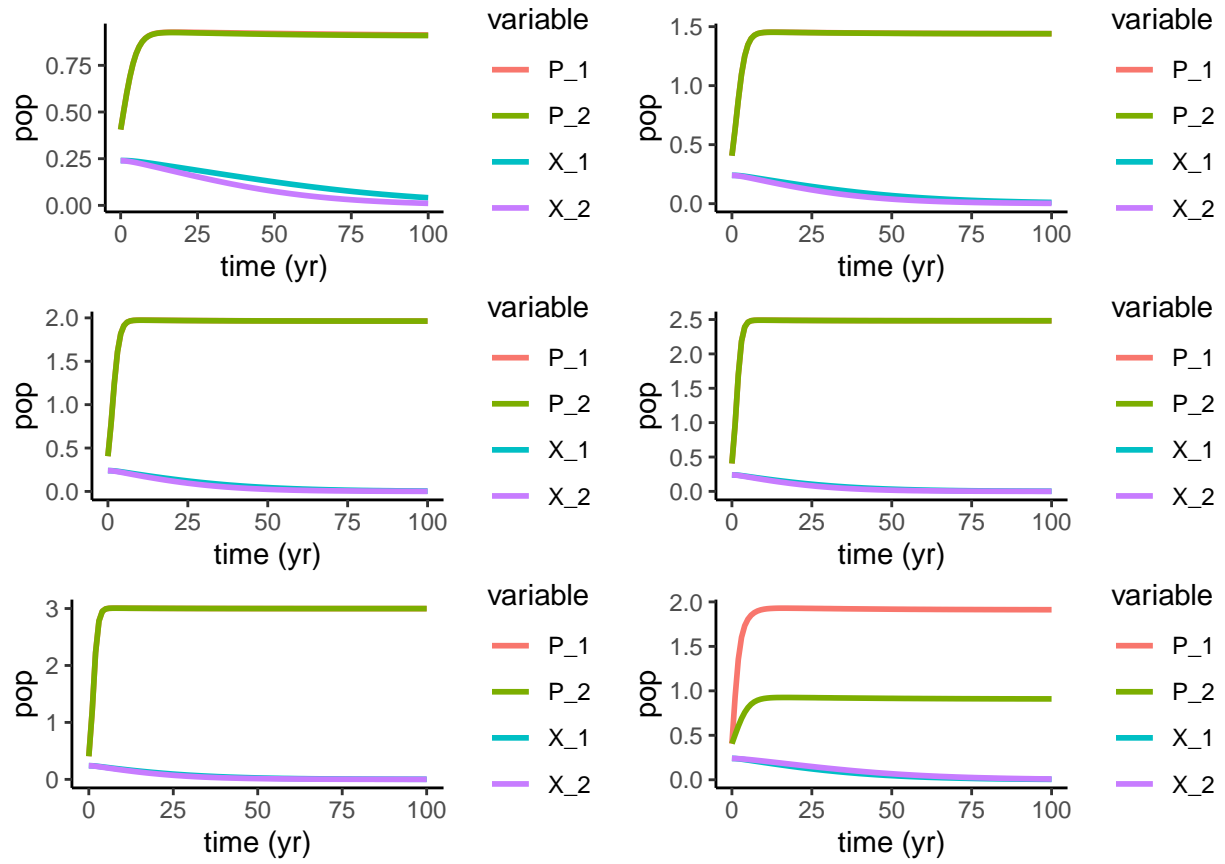 variable
pop
0.75
0.50
0.25
0.00
P_1
P_2
X_1
X_2
0 25 50 75 100
time (yr)
variable
pop
1.5
1.0
0.5
0.0
P_1
P_2
X_1
X_2
0 25 50 75 100
time (yr)
variable
pop
2.0
1.5
1.0
0.5
0.0
P_1
P_2
X_1
X_2
0 25 50 75 100
time (yr)
variable
pop
2.5
2.0
1.5
1.0
0.5
0.0
P_1
P_2
X_1
X_2
0 25 50 75 100
time (yr)
variable
pop
3
2
1
0
P_1
P_2
X_1
X_2
0 25 50 75 100
time (yr)
variable
pop
2.0
1.5
1.0
0.5
0.0
P_1
P_2
X_1
X_2
0 25 50 75 100
time (yr)